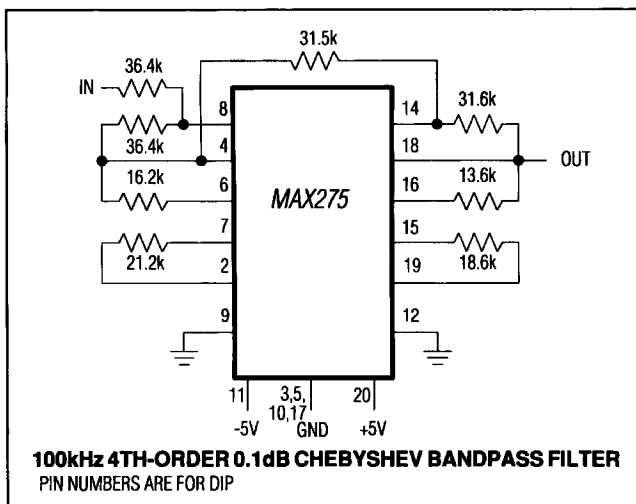 31.5k
36.4k
IN
31.6k
8
14
36.4k
4
18
OUT
16.2k
6
MAX275
16
13.6k
7
15
21.2k
2
19
18.6k
9
12
11
3,5,
10,17
20
-5V
GND
+5V
100kHz 4TH-ORDER 0.1dB CHEBYSHEV BANDPASS FILTER
PIN NUMBERS ARE FOR DIP